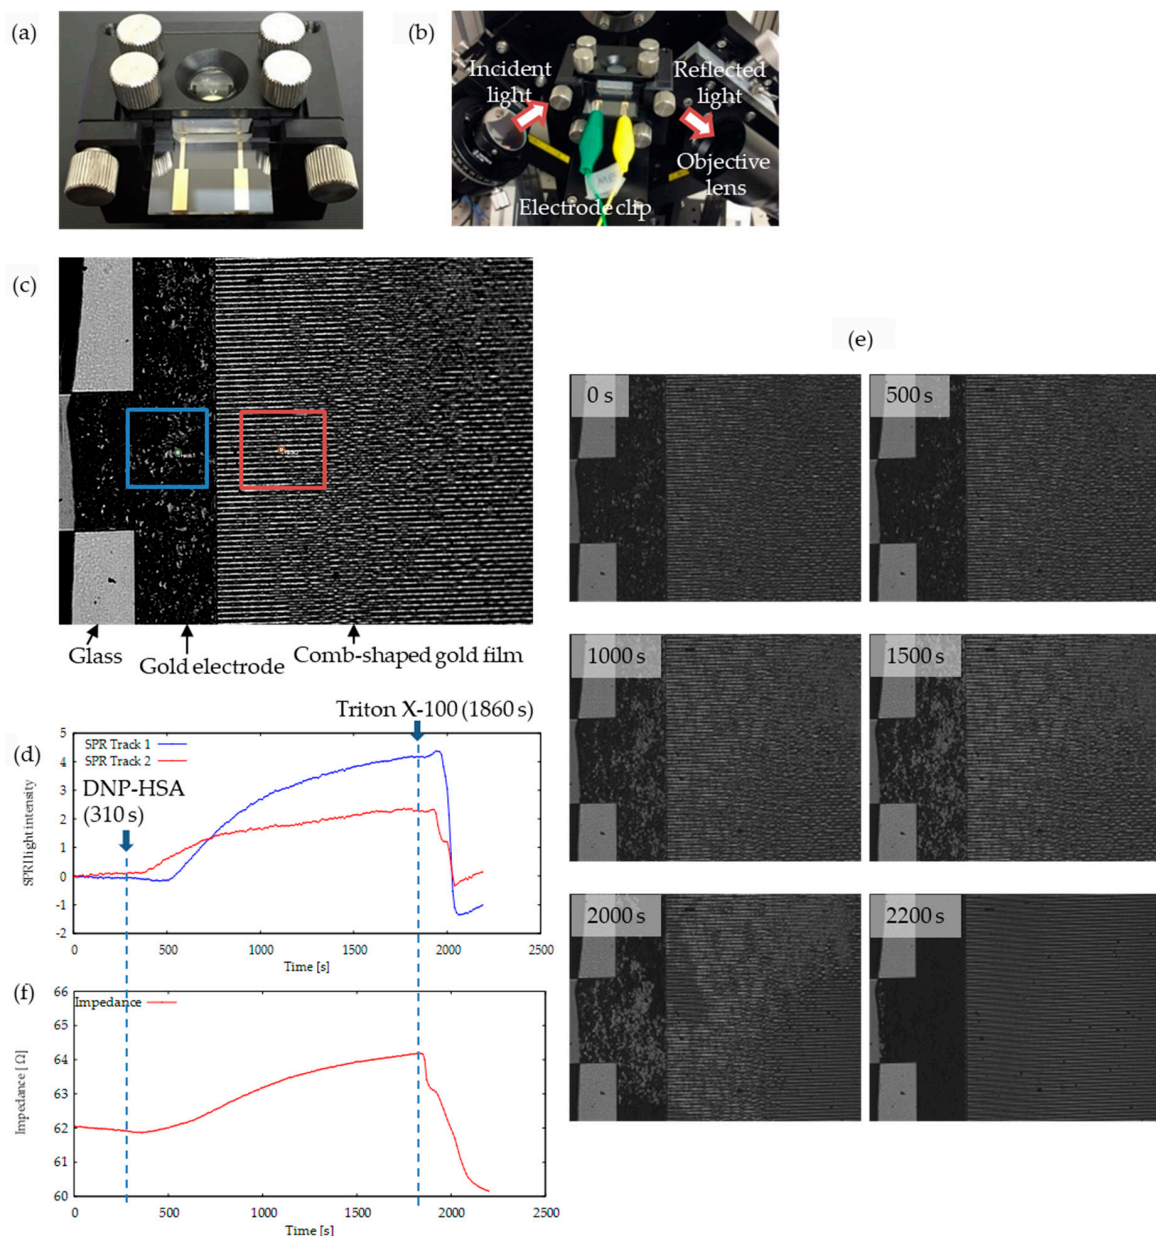 (a)
(b)
Incident
light
Reflected
light
Objective
lens
Electrode clip
(c)
Glass
Gold electrode
Comb-shaped gold film
(d)
Triton X-100 (1860 s)
SPR Track 1
SPR Track 2
DNP-HSA
(310 s)
SPRI light intensity
5
4
3
2
1
0
-1
-2
0
500
1000
1500
2000
2500
Time [s]
(e)
0 s
500 s
1000 s
1500 s
2000 s
2200 s
(f)
Impedance
Impedance [ Ω ]
66
65
64
63
62
61
60
0
500
1000
1500
2000
2500
Time [s]